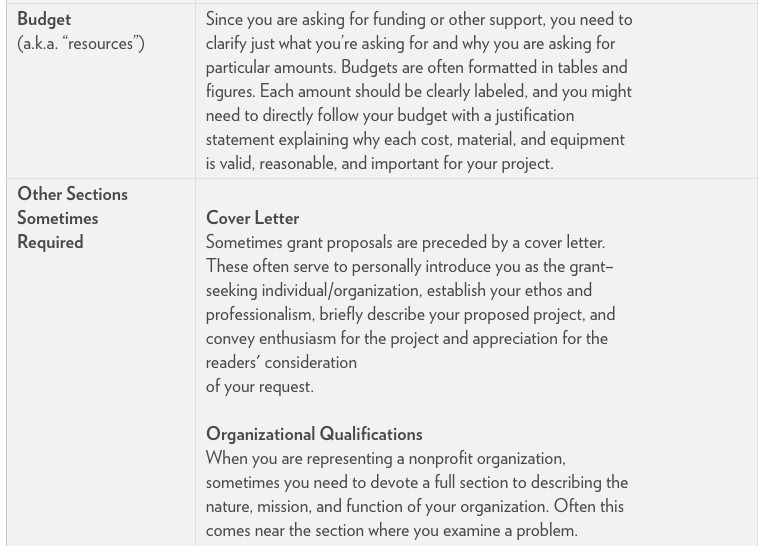 Budget
(a.k.a. “resources”)
Since you are asking for funding or other support, you need to
clarify just what you’re asking for and why you are asking for
particular amounts. Budgets are often formatted in tables and
figures. Each amount should be clearly labeled, and you might
need to directly follow your budget with a justification
statement explaining why each cost, material, and equipment
is valid, reasonable, and important for your project.
Other Sections
Sometimes
Required
Cover Letter
Sometimes grant proposals are preceded by a cover letter.
These often serve to personally introduce you as the grant–
seeking individual/organization, establish your ethos and
professionalism, briefly describe your proposed project, and
convey enthusiasm for the project and appreciation for the
readers’ consideration
of your request.
Organizational Qualifications
When you are representing a nonprofit organization,
sometimes you need to devote a full section to describing the
nature, mission, and function of your organization. Often this
comes near the section where you examine a problem.